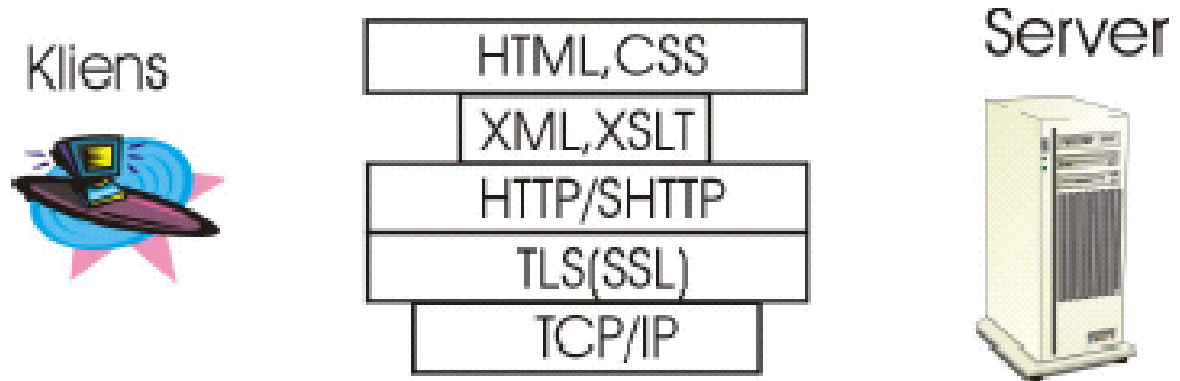 Kliens
HTML,CSS
XML,XSLT
HTTP/SHTTP
TLS(SSL)
TCP/IP
Server